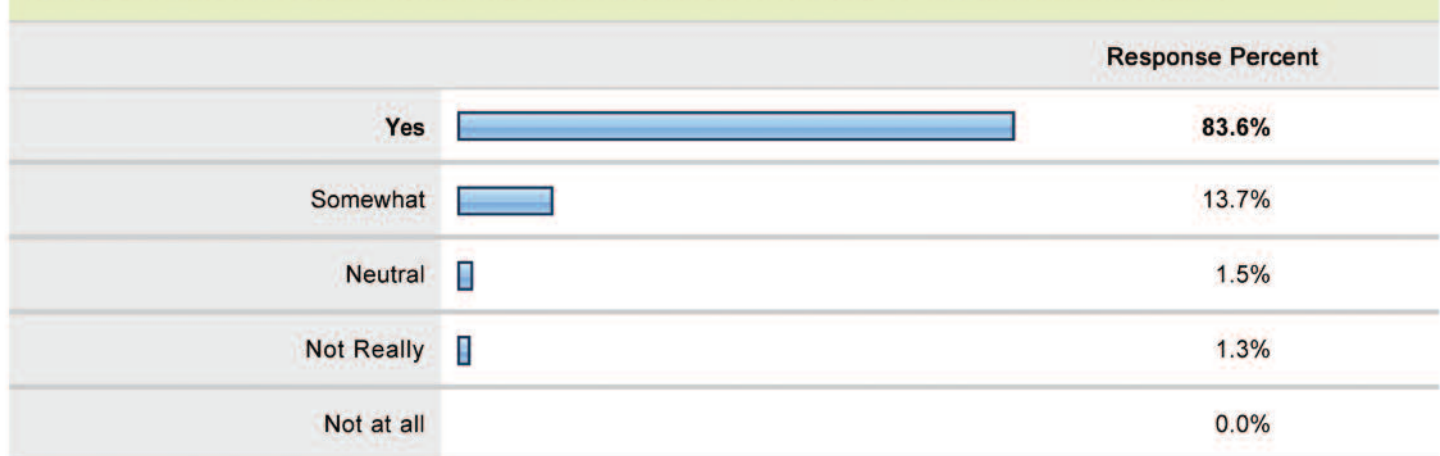 Response Percent
Yes 83.6%
Somewhat 13.7%
Neutral 1.5%
Not Really 1.3%
Not at all 0.0%